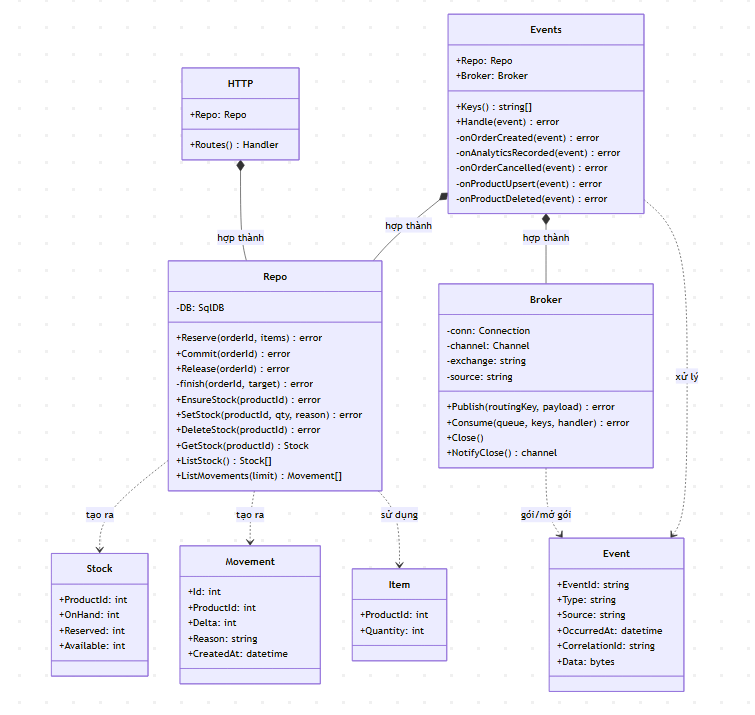 Events
+Repo: Repo
+Broker: Broker
+Keys() : string[]
+Handle(event) : error
-onOrderCreated(event) : error
-onAnalyticsRecorded(event) : error
-onOrderCancelled(event) : error
-onProductUpsert(event) : error
-onProductDeleted(event) : error
HTTP
+Repo: Repo
+Routes() : Handler
hợp thành
hợp thành
hợp thành
Repo
-DB: SqlDB
+Reserve(orderId, items) : error
+Commit(orderId) : error
+Release(orderId) : error
-finish(orderId, target) : error
+EnsureStock(productId) : error
+SetStock(productId, qty, reason) : error
+DeleteStock(productId) : error
+GetStock(productId) : Stock
+ListStock() : Stock[]
+ListMovements(limit) : Movement[]
Broker
-conn: Connection
-channel: Channel
-exchange: string
-source: string
+Publish(routingKey, payload) : error
+Consume(queue, keys, handler) : error
+Close()
+NotifyClose() : channel
xử lý
tạo ra
tạo ra
sử dụng
gói/mở gói
Stock
+ProductId: int
+OnHand: int
+Reserved: int
+Available: int
Movement
+Id: int
+ProductId: int
+Delta: int
+Reason: string
+CreatedAt: datetime
Item
+ProductId: int
+Quantity: int
Event
+EventId: string
+Type: string
+Source: string
+OccurredAt: datetime
+CorrelationId: string
+Data: bytes